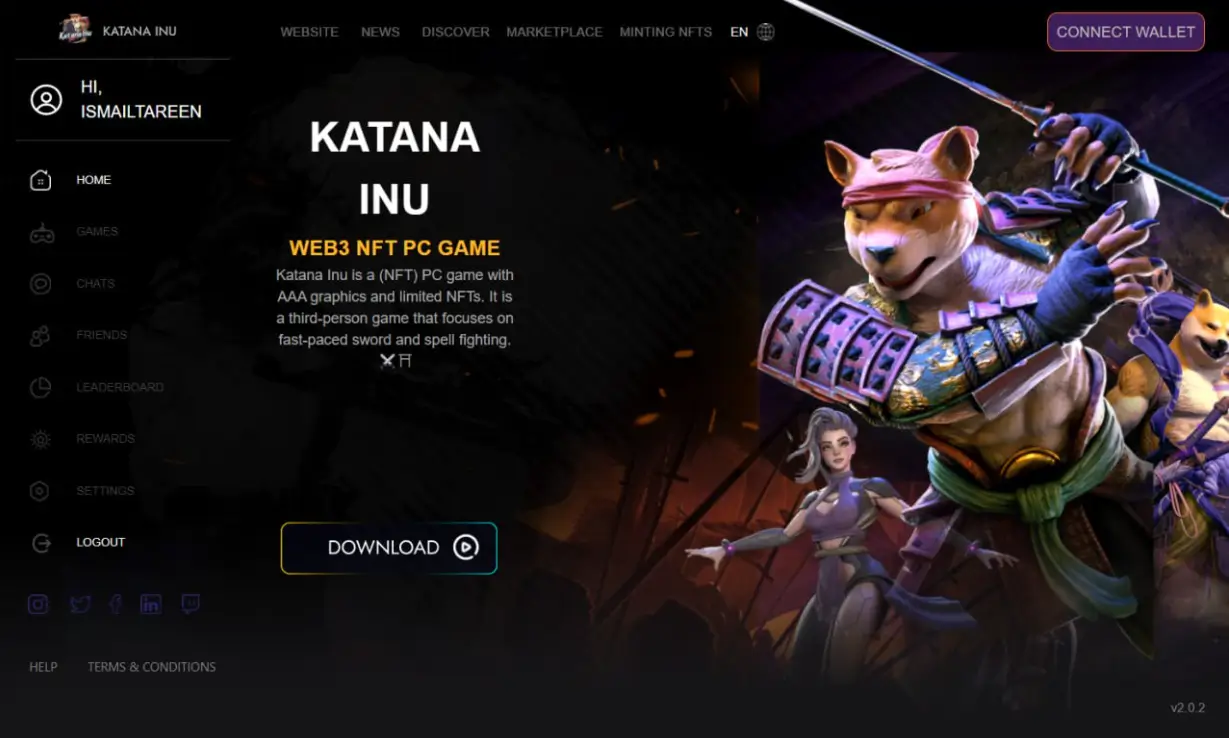 KATANA INU
WEBSITE NEWS DISCOVER MARKETPLACE MINTING NFTS EN
CONNECT WALLET
HI,
ISMAILTAREEN
HOME
GAMES
CHATS
FRIENDS
LEADERBOARD
REWARDS
SETTINGS
LOGOUT
HELP TERMS & CONDITIONS
KATANA
INU
WEB3 NFT PC GAME
Katana Inu is a (NFT) PC game with
AAA graphics and limited NFTs. It is
a third-person game that focuses on
fast-paced sword and spell fighting.
DOWNLOAD
v2.0.2